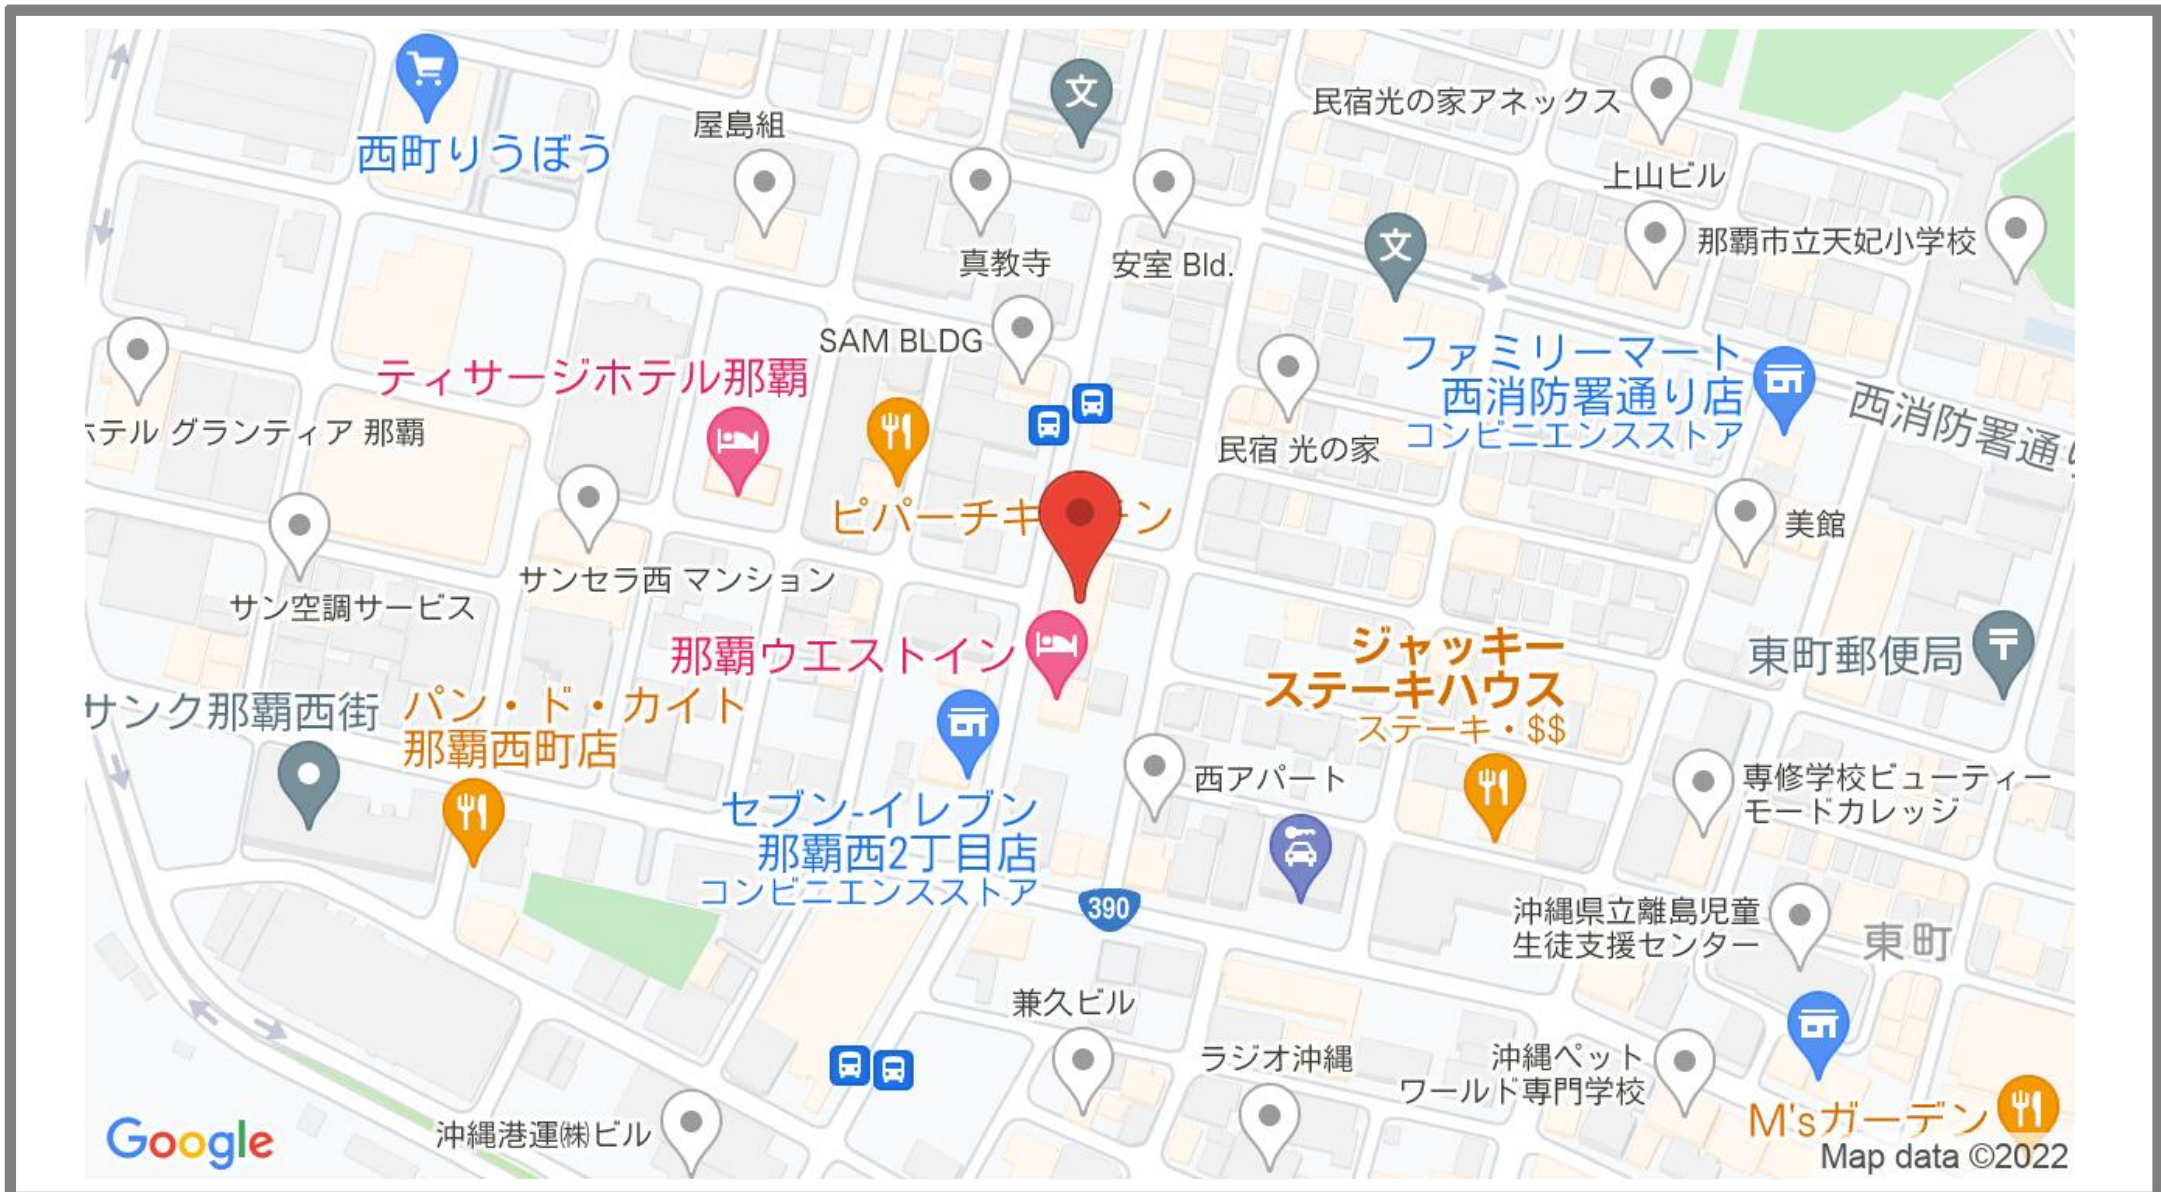 西町りうぼう
屋島組
文
民宿光の家アネックス
上山ビル
真教寺
安室 Bld.
文
那覇市立天妃小学校
SAM BLDG
ティサージホテル那覇
ファミリーマート
西消防署通り店
コンビニエンスストア
西消防署通り
テル グランティア 那覇
民宿 光の家
ピパーチキ
チン
美館
サンセラ西 マンション
サン空調サービス
那覇ウエストイン
ジャッキー
ステーキハウス
ステーキ・$$
東町郵便局
サンク那覇西街
パン・ド・カイト
那覇西町店
西アパート
専修学校ビューティー
モードカレッジ
セブン-イレブン
那覇西2丁目店
コンビニエンスストア
390
沖縄県立離島児童
生徒支援センター
東町
兼久ビル
ラジオ沖縄
沖縄ペット
ワールド専門学校
M'sガーデン
沖縄港運㈱ビル
Google
Map data ©2022